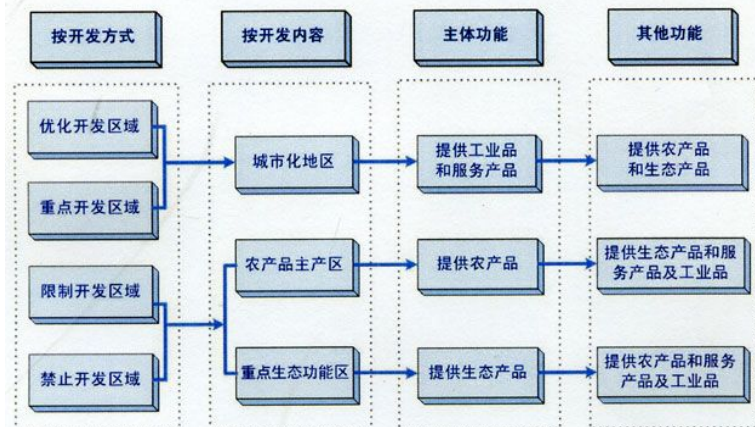 按开发方式
按开发内容
主体功能
其他功能
优化开发区域
重点开发区域
限制开发区域
禁止开发区域
城市化地区
农产品主产区
重点生态功能区
提供工业品
和服务产品
提供农产品
提供生态产品
提供农产品
和生态产品
提供生态产品和服
务产品及工业品
提供农产品和服务
产品及工业品